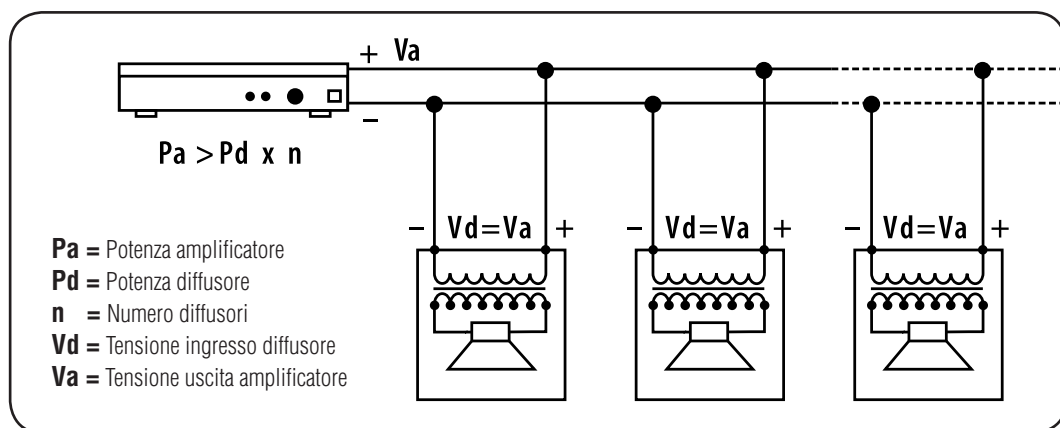 + Va
−
Pa > Pd x n
− Vd=Va +
− Vd=Va +
− Vd=Va +
Pa = Potenza amplificatore
Pd = Potenza diffusore
n = Numero diffusori
Vd = Tensione ingresso diffusore
Va = Tensione uscita amplificatore